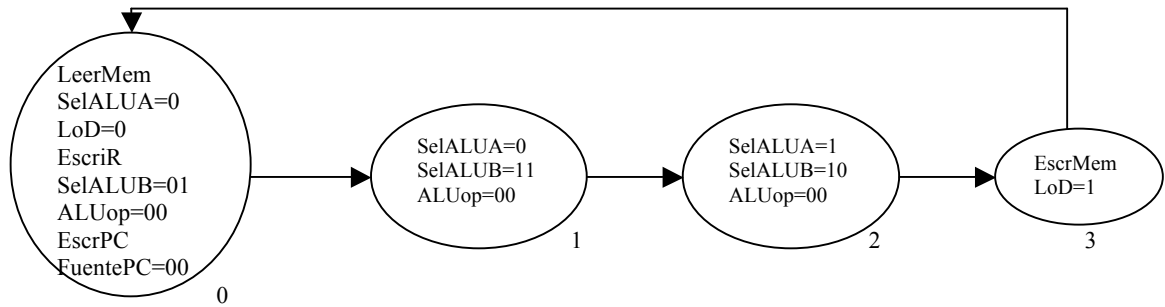 LeerMem
SelALUA=0
LoD=0
EscriR
SelALUB=01
ALUop=00
EscrPC
FuentePC=00
0
SelALUA=0
SelALUB=11
ALUop=00
1
SelALUA=1
SelALUB=10
ALUop=00
2
EscrMem
LoD=1
3